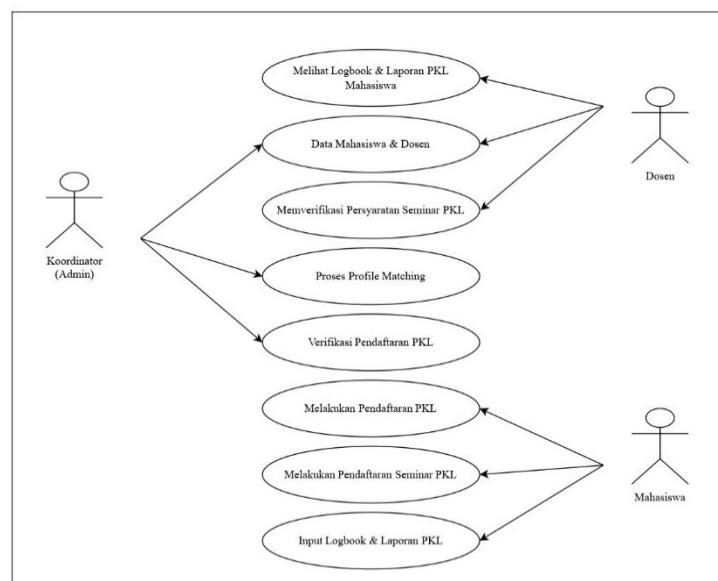 Melihat Logbook & Laporan PKL
Mahasiswa
Data Mahasiswa & Dosen
Dosen
Memverifikasi Persyaratan Seminar PKL
Koordinator
(Admin)
Proses Profile Matching
Verifikasi Pendaftaran PKL
Melakukan Pendaftaran PKL
Melakukan Pendaftaran Seminar PKL
Mahasiswa
Input Logbook & Laporan PKL